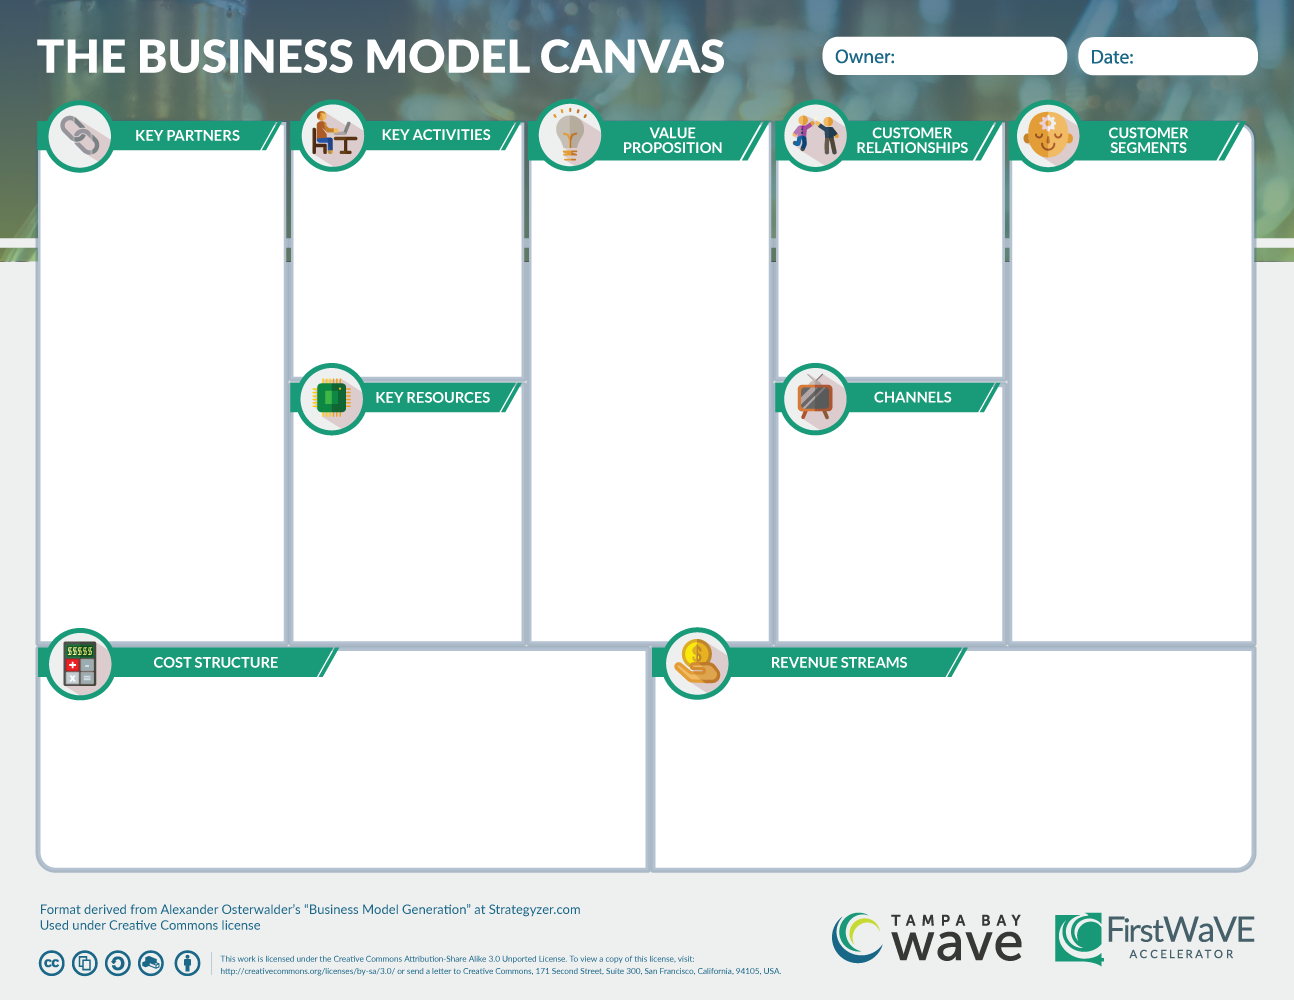 THE BUSINESS MODEL CANVAS
Owner:
Date:
KEY PARTNERS
KEY ACTIVITIES
VALUE
PROPOSITION
CUSTOMER
RELATIONSHIPS
CUSTOMER
SEGMENTS
KEY RESOURCES
CHANNELS
$$$$$
+ -
x =
COST STRUCTURE
$
REVENUE STREAMS
Format derived from Alexander Osterwalder's “Business Model Generation” at Strategyzer.com
Used under Creative Commons license
cc
This work is licensed under the Creative Commons Attribution-Share Alike 3.0 Unported License. To view a copy of this license, visit:
http://creativecommons.org/licenses/by-sa/3.0/ or send a letter to Creative Commons, 171 Second Street, Suite 300, San Francisco, California, 94105, USA.
TAMPA BAY
wave
FirstWaVE
ACCELERATOR